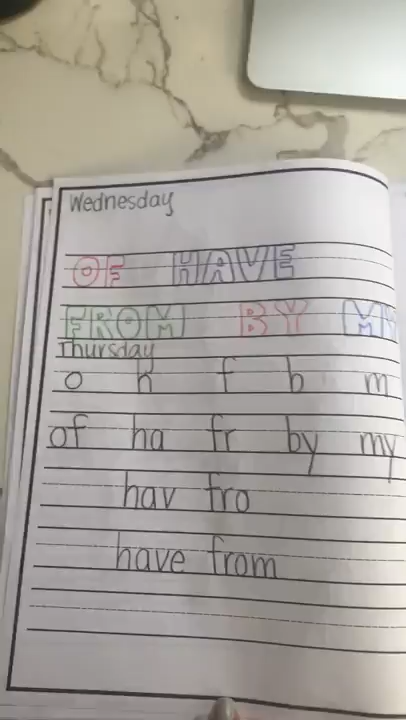 Wednesday
OF HAVE
FROM BY MY
Thursday
o h f b m
of ha fr by my
hav fro
have from